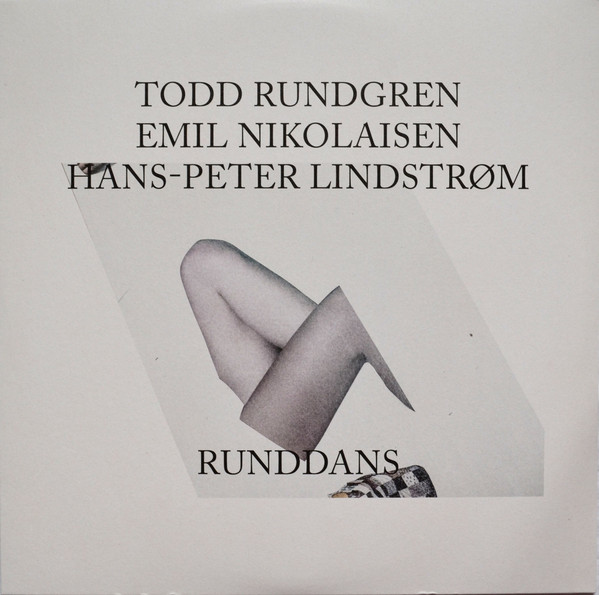 TODD RUNDGREN
EMIL NIKOLAISEN
HANS-PETER LINDSTRØM
RUNDDANS